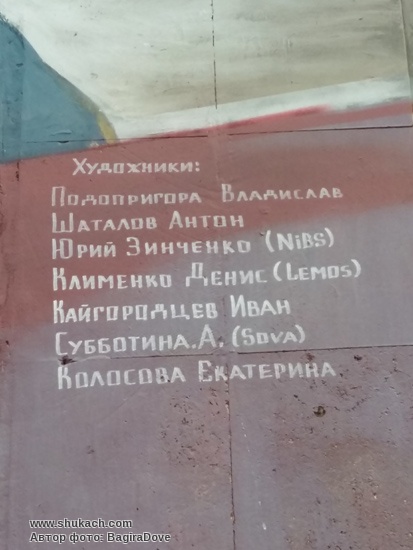 Художники:
Подопригора Владислав
Шаталов Антон
Юрий Зинченко (NiBS)
Клименко Денис (Lemos)
Кайгородцев Иван
Субботина.А. (Sova)
Колосова Екатерина
www.shukach.com
Автор фото: BagiraDove